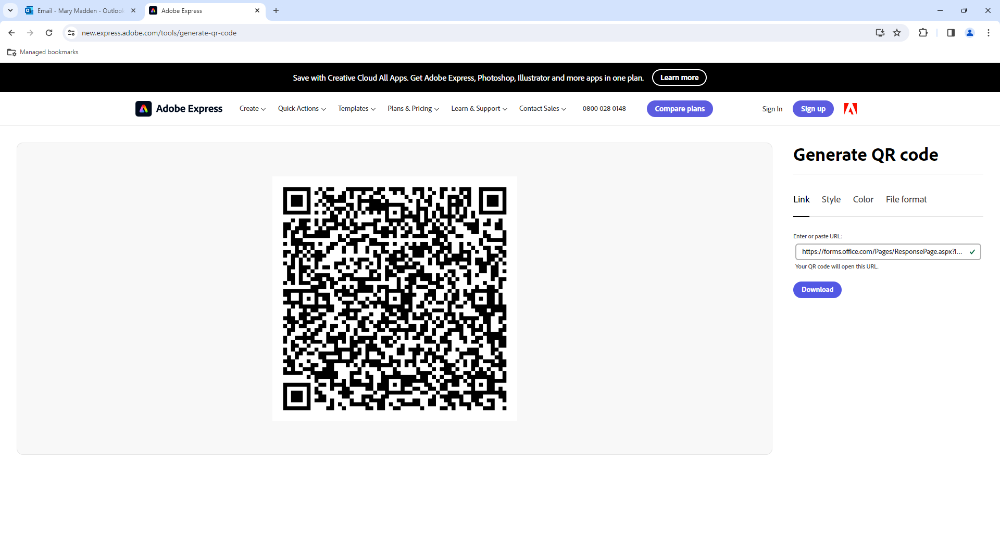 Email - Mary Madden - Outlook
Adobe Express
new.express.adobe.com/tools/generate-qr-code
Managed bookmarks
Save with Creative Cloud All Apps. Get Adobe Express, Photoshop, Illustrator and more apps in one plan.
Learn more
Adobe Express
Create
Quick Actions
Templates
Plans & Pricing
Learn & Support
Contact Sales
0800 028 0148
Compare plans
Sign In
Sign up
Generate QR code
Link
Style
Color
File format
Enter or paste URL:
https://forms.office.com/Pages/ResponsePage.aspx?i...
Your QR code will open this URL.
Download